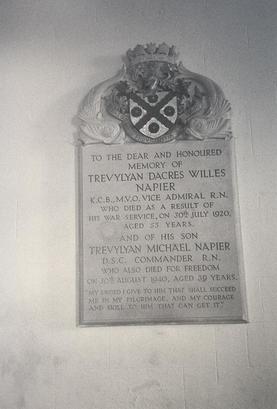 TO THE DEAR AND HONOURED
MEMORY OF
TREVYLYAN DACRES WILLES
NAPIER
K.C.B., M.V.O. VICE ADMIRAL R.N.
WHO DIED AS A RESULT OF
HIS WAR SERVICE, ON 30TH JULY 1920,
AGED 53 YEARS.
AND OF HIS SON
TREVYLYAN MICHAEL NAPIER
D.S.C. COMMANDER R.N.
WHO ALSO DIED FOR FREEDOM
ON AUGUST 1940, AGED 39 YEARS.
"MY SWORD I GIVE TO HIM THAT SHALL SUCCEED
ME IN MY PILGRIMAGE, AND MY COURAGE
AND SKILL TO HIM THAT CAN GET IT."